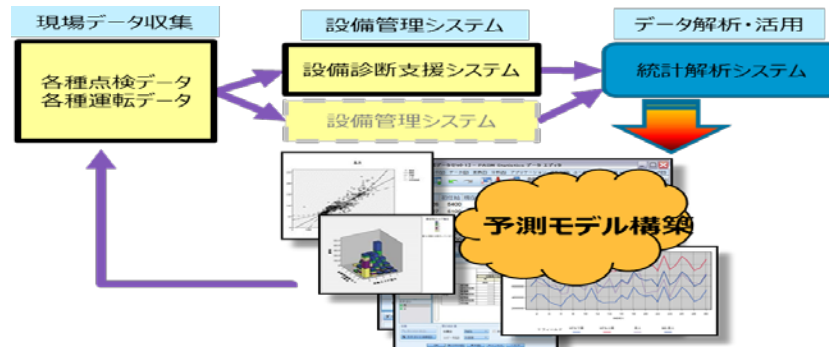 現場データ収集
設備管理システム
データ解析・活用
各種点検データ
各種運転データ
設備診断支援システム
統計解析システム
設備管理システム
予測モデル構築